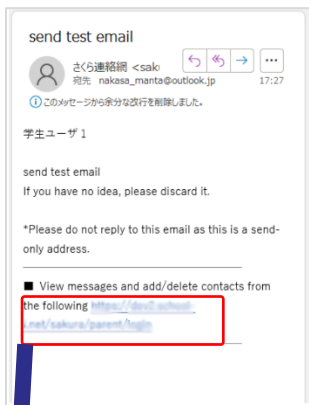 send test email
さくら連絡網 <saku
宛先 nakasa_manta@outlook.jp
17:27
このメッセージから余分な改行を削除しました。
学生ユーザ 1
send test email
If you have no idea, please discard it.
*Please do not reply to this email as this is a send-
only address.
■ View messages and add/delete contacts from
the following https://dev2.school-
i.net/sakura/parent/login